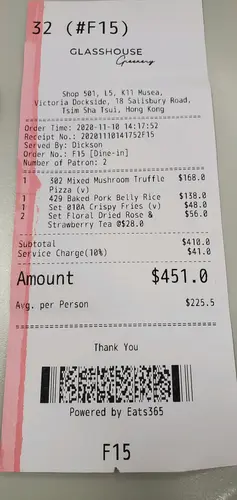 32 (#F15)
GLASSHOUSE
Greenery
Shop 501, L5, K11 Musea,
Victoria Dockside, 18 Salisbury Road,
Tsim Sha Tsui, Hong Kong
Order Time: 2020-11-10 14:17:52
Receipt No.: 20201110141752F15
Served By: Dickson
Order No.: F15 [Dine-in]
Number of Patron: 2
1 302 Mixed Mushroom Truffle Pizza (v) $168.0
1 429 Baked Pork Belly Rice $138.0
1 Set 010A Crispy Fries (v) $48.0
2 Set Floral Dried Rose & Strawberry Tea @$28.0 $56.0
Subtotal $410.0
Service Charge(10%) $41.0
Amount $451.0
Avg. per Person $225.5
Thank You
Powered by Eats365
F15